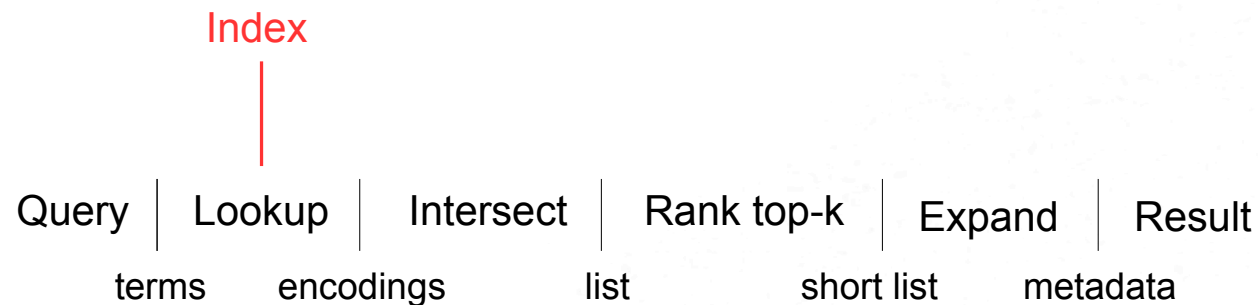 Index
Query Lookup Intersect Rank top-k Expand Result
terms encodings list short list metadata